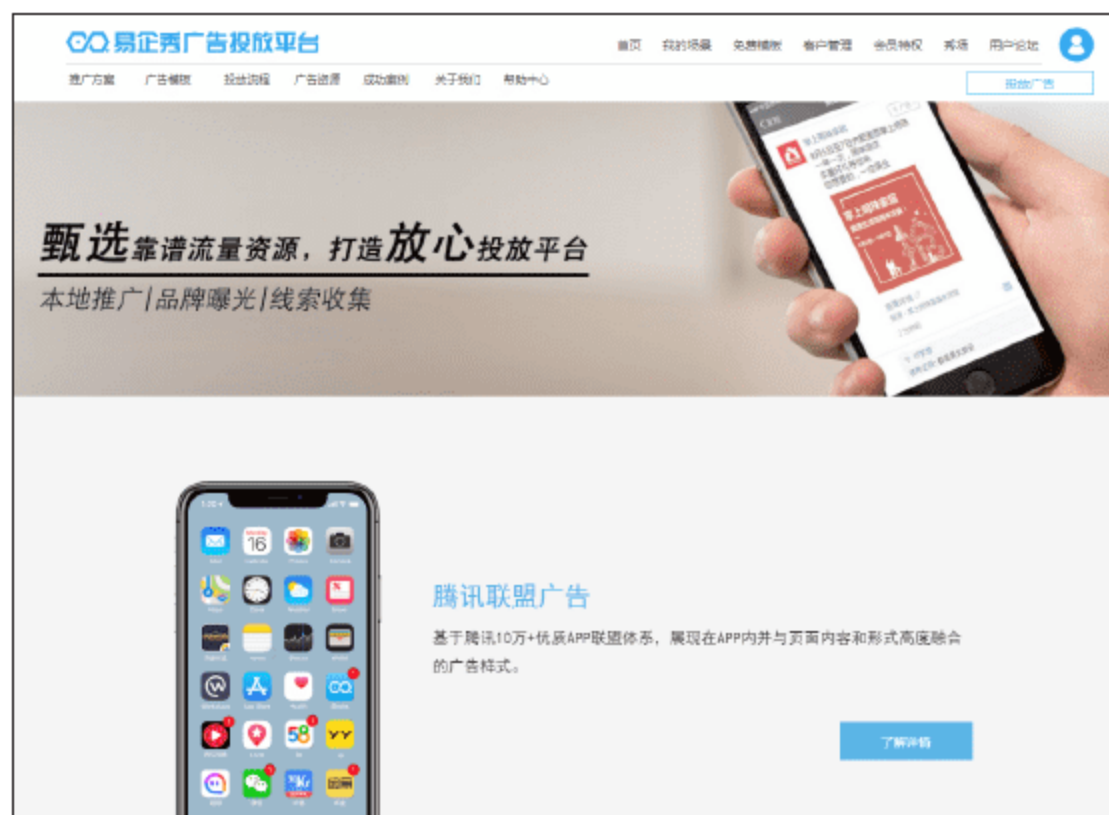 易企秀广告投放平台
首页 我的场景 免费模板 客户管理 会员特权 秀场 用户论坛
推广方案 广告模板 投放流程 广告资源 成功案例 关于我们 帮助中心
投放广告
甄选靠谱流量资源，打造放心投放平台
本地推广|品牌曝光|线索收集
16
58
腾讯联盟广告
基于腾讯10万+优质APP联盟体系，展现在APP内并与页面内容和形式高度融合
的广告样式。
了解详情